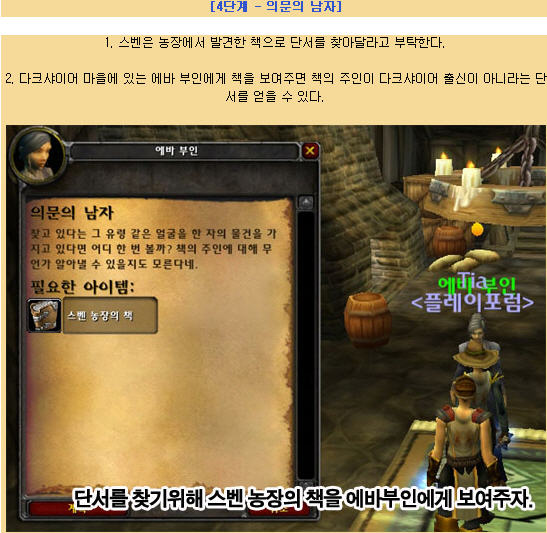 [4단계 - 의문의 남자]
1. 스벤은 농장에서 발견한 책으로 단서를 찾아달라고 부탁한다.
2. 다크샤이어 마을에 있는 에바 부인에게 책을 보여주면 책의 주인이 다크샤이어 출신이 아니라는 단
서를 얻을 수 있다.
에바 부인
의문의 남자
찾고 있다는 그 유령 같은 얼굴을 한 자의 물건을 가
지고 있다면 어디 한 번 볼까? 책의 주인에 대해 무
언가 알아낼 수 있을지도 모른다네.
필요한 아이템:
스벤 농장의 책
에바 부인
Tia
<플레이포럼>
단서를 찾기위해 스벤 농장의 책을 에바부인에게 보여주자.